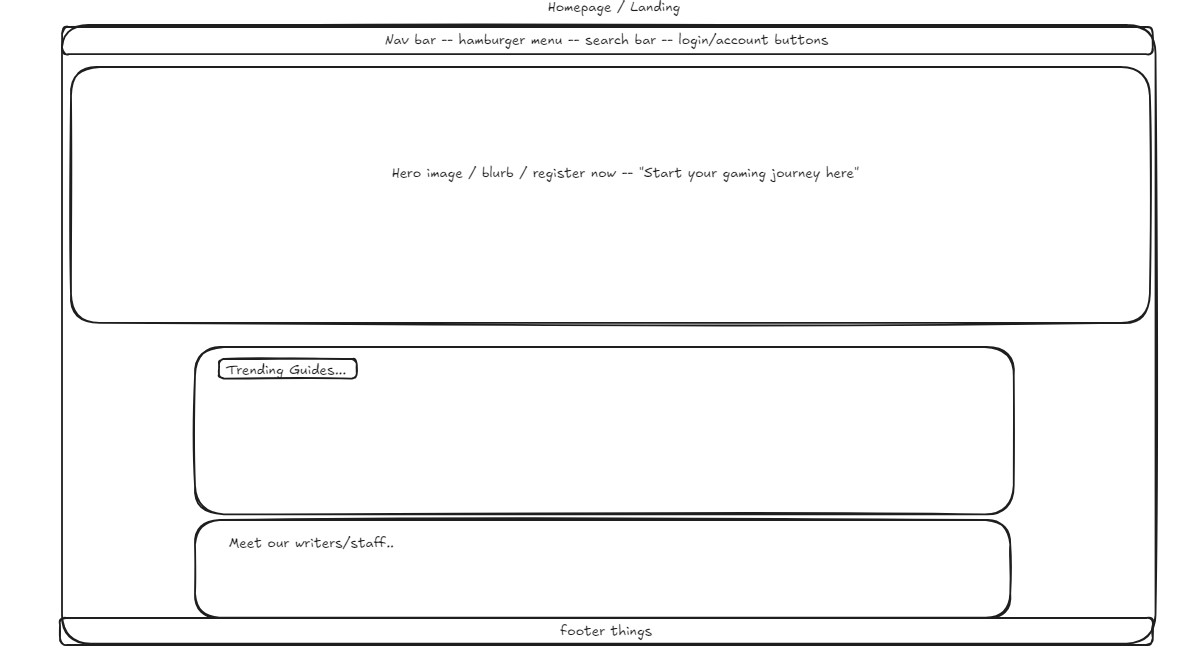 Homepage / Landing
Nav bar -- hamburger menu -- search bar -- login/account buttons
Hero image / blurb / register now -- "Start your gaming journey here"
Trending Guides...
Meet our writers/staff..
footer things